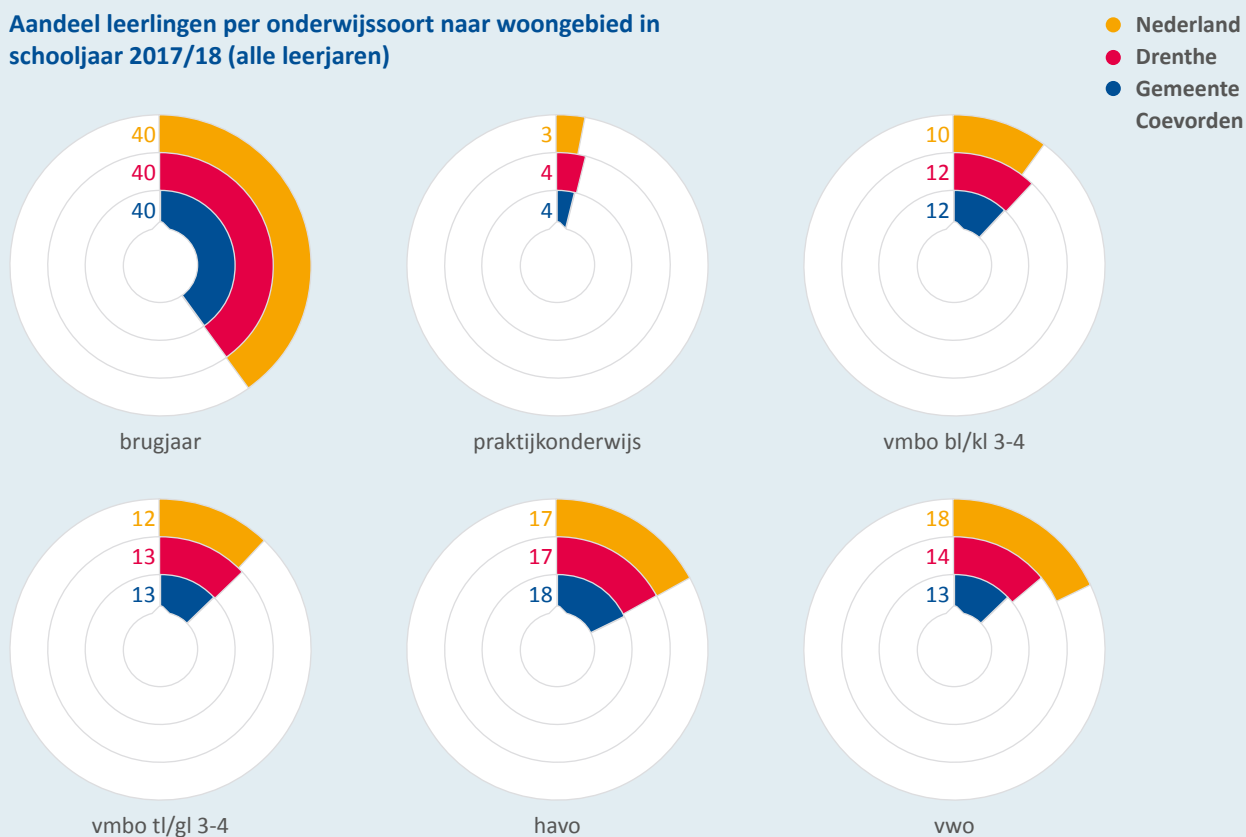 Aandeel leerlingen per onderwijssoort naar woongebied in
schooljaar 2017/18 (alle leerjaren)
Nederland
Drenthe
Gemeente
Coevorden
40
40
40
brugjaar
3
4
4
praktijkonderwijs
10
12
12
vmbo bl/kl 3-4
12
13
13
vmbo tl/gl 3-4
17
17
18
havo
18
14
13
vwo